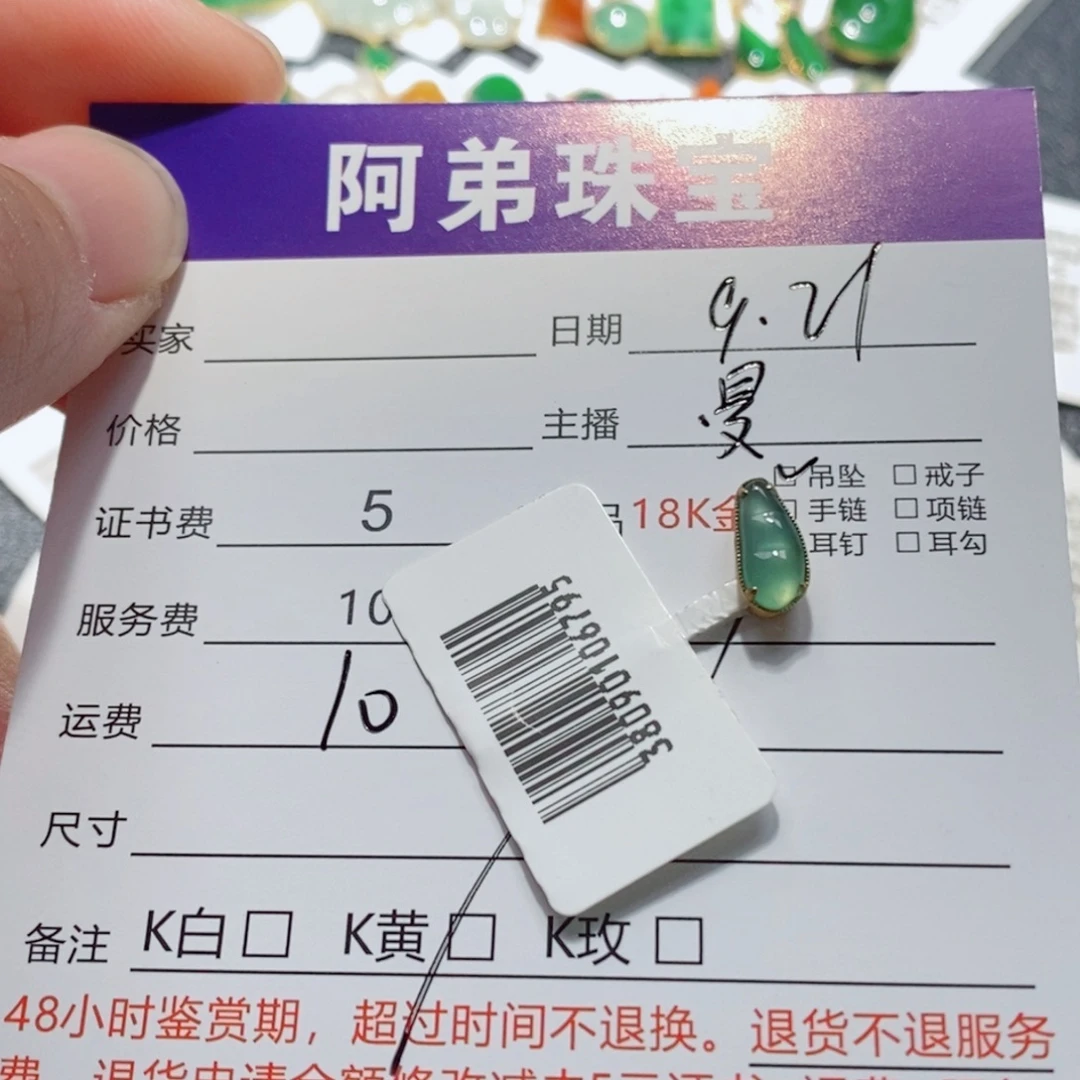 阿弟珠宝
买家 日期 9.21
价格 主播 曼
证书费 5 18K金 吊坠 戒子
手链 项链
耳钉 耳勾
服务费 10
运费 10
38090106795
尺寸
备注 K白 K黄 K玫
48小时鉴赏期，超过时间不退换。退货不退服务